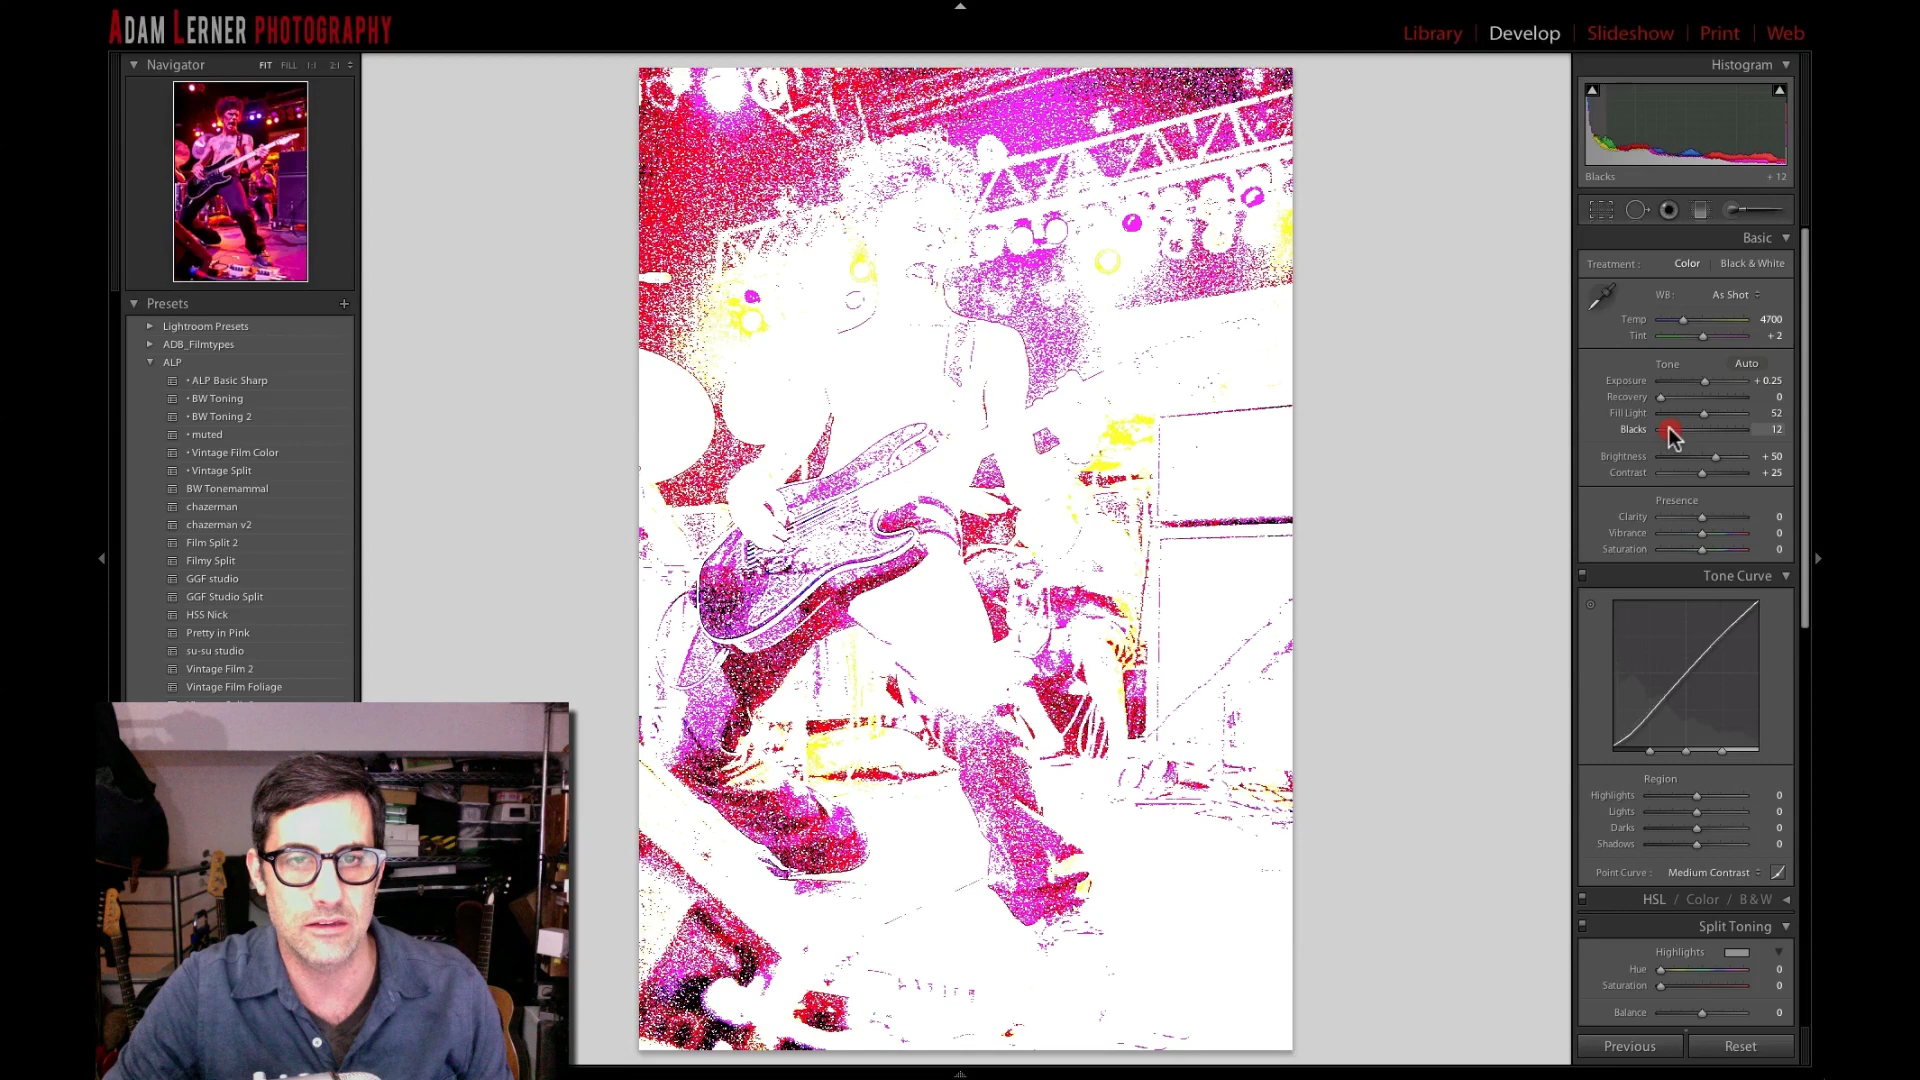 ADAM LERNER PHOTOGRAPHY
Library | Develop | Slideshow | Print | Web
Navigator FIT FILL 1:1 2:1
Presets +
Lightroom Presets
ADB_Filmtypes
ALP
• ALP Basic Sharp
• BW Toning
• BW Toning 2
• muted
• Vintage Film Color
• Vintage Split
BW Tonemammal
chazerman
chazerman v2
Film Split 2
Filmy Split
GGF studio
GGF Studio Split
HSS Nick
Pretty in Pink
su-su studio
Vintage Film 2
Vintage Film Foliage
Histogram
Blacks + 12
Basic
Treatment : Color | Black & White
WB: As Shot
Temp 4700
Tint + 2
Tone Auto
Exposure + 0.25
Recovery 0
Fill Light 52
Blacks 12
Brightness + 50
Contrast + 25
Presence
Clarity 0
Vibrance 0
Saturation 0
Tone Curve
Region
Highlights 0
Lights 0
Darks 0
Shadows 0
Point Curve : Medium Contrast
HSL / Color / B & W
Split Toning
Highlights
Hue 0
Saturation 0
Balance 0
Previous Reset